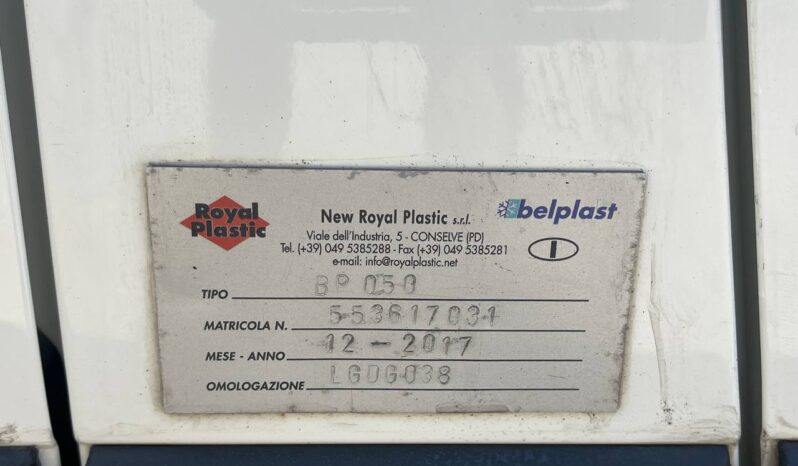 Royal
Plastic
New Royal Plastic s.r.l.
belplast
Viale dell'Industria, 5 - CONSELVE (PD)
Tel. (+39) 049 5385288 - Fax (+39) 049 5385281
e-mail: info@royalplastic.net
I
TIPO BP 050
MATRICOLA N. 553617031
MESE - ANNO 12-2017
OMOLOGAZIONE LGDG038